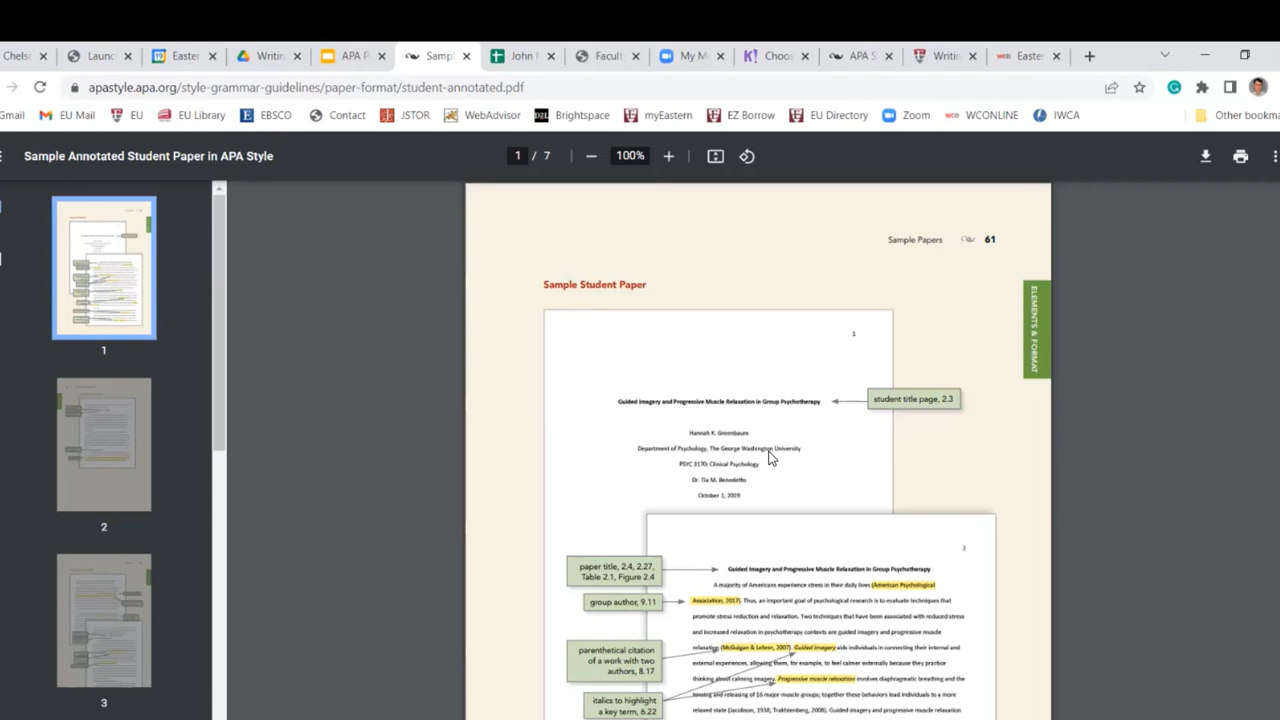 Chels
Launc
Easter
Writin
APA P
Sampl
John I
Facult
My M
Choo
APA S
Writin
Easter
apastyle.apa.org/style-grammar-guidelines/paper-format/student-annotated.pdf
Gmail EU Mail EU EU Library EBSCO Contact JSTOR WebAdvisor Brightspace myEastern EZ Borrow EU Directory Zoom WCONLINE IWCA Other bookma
Sample Annotated Student Paper in APA Style
1 / 7
100%
1
2
3
Sample Papers 61
Sample Student Paper
ELEMENTS & FORMAT
1
Guided Imagery and Progressive Muscle Relaxation in Group Psychotherapy
student title page, 2.3
Hannah K. Greenbaum
Department of Psychology, The George Washington University
PSYC 3170: Clinical Psychology
Dr. Tia M. Benedetto
October 1, 2019
2
paper title, 2.4, 2.27,
Table 2.1, Figure 2.4
group author, 9.11
parenthetical citation
of a work with two
authors, 8.17
italics to highlight
a key term, 6.22
Guided Imagery and Progressive Muscle Relaxation in Group Psychotherapy
A majority of Americans experience stress in their daily lives (American Psychological
Association, 2017). Thus, an important goal of psychological research is to evaluate techniques that
promote stress reduction and relaxation. Two techniques that have been associated with reduced stress
and increased relaxation in psychotherapy contexts are guided imagery and progressive muscle
relaxation (McGuigan & Lehrer, 2007). Guided imagery aids individuals in connecting their internal and
external experiences, allowing them, for example, to feel calmer externally because they practice
thinking about calming imagery. Progressive muscle relaxation involves diaphragmatic breathing and the
tensing and releasing of 16 major muscle groups; together these behaviors lead individuals to a more
relaxed state (Jacobson, 1938; Trakhtenberg, 2008). Guided imagery and progressive muscle relaxation